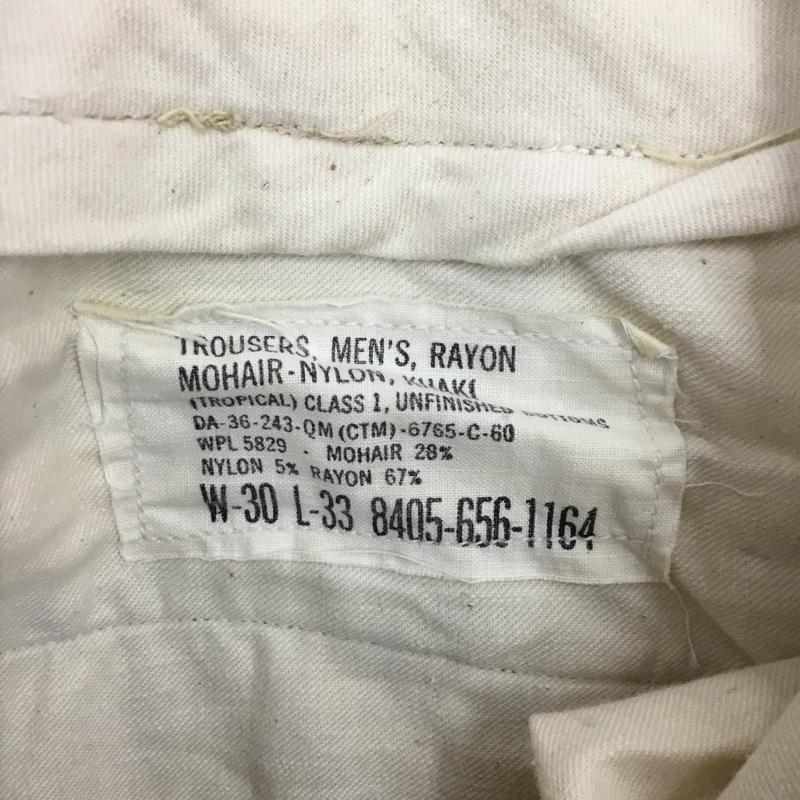 TROUSERS, MEN'S, RAYON
MOHAIR-NYLON, KHAKI
(TROPICAL) CLASS 1, UNFINISHED BOTTOMS
DA-36-243-QM (CTM)-6765-C-60
WPL 5829 . MOHAIR 28%
NYLON 5% RAYON 67%
W-30 L-33 8405-656-1164